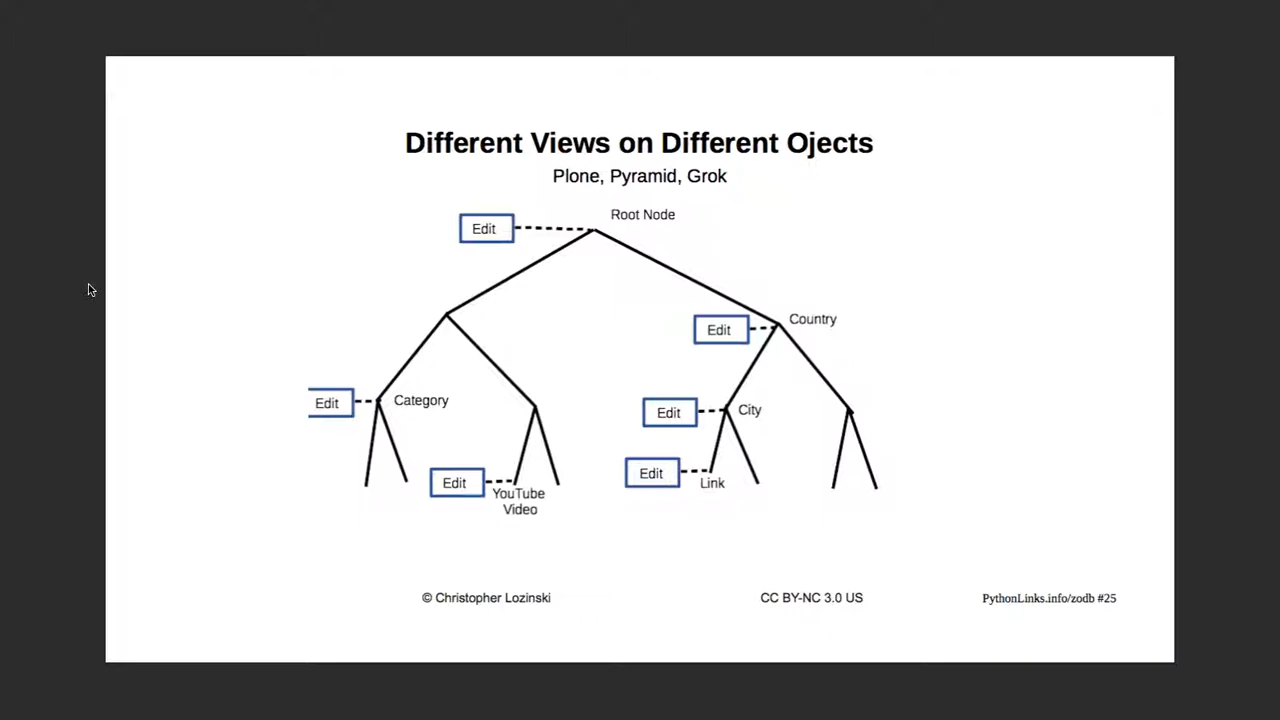 Different Views on Different Ojects
Plone, Pyramid, Grok
Root Node
Edit
Country
Edit
Edit
Category
Edit
City
Edit
Link
Edit
YouTube
Video
© Christopher Lozinski
CC BY-NC 3.0 US
PythonLinks.info/zodb #25